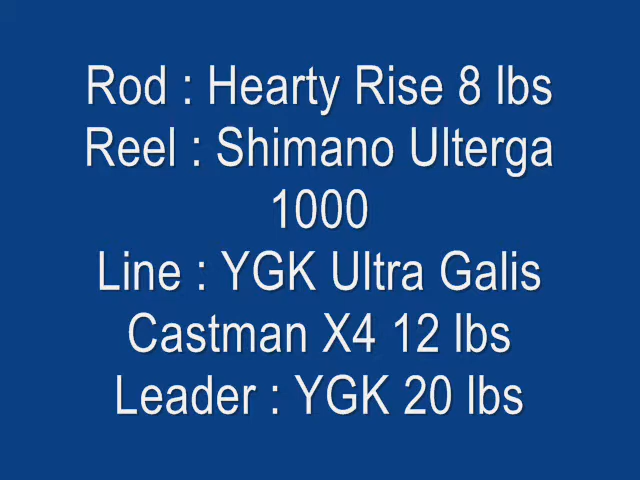 Rod : Hearty Rise 8 lbs
Reel : Shimano Ulterga
1000
Line : YGK Ultra Galis
Castman X4 12 lbs
Leader : YGK 20 lbs